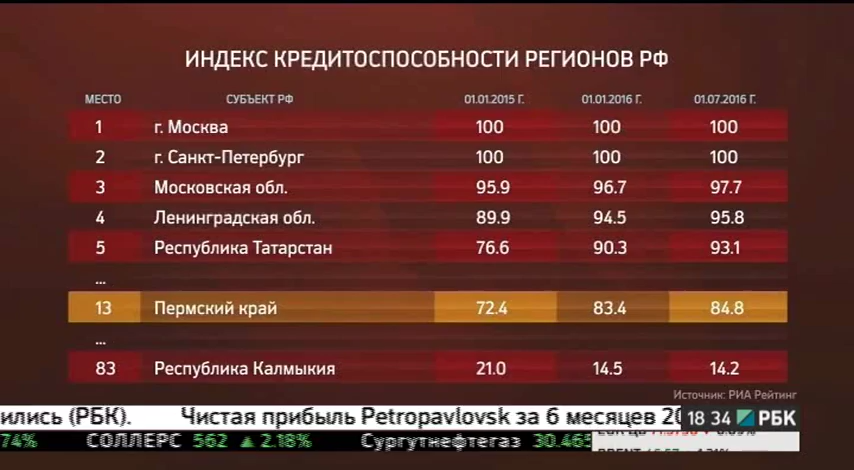 ИНДЕКС КРЕДИТОСПОСОБНОСТИ РЕГИОНОВ РФ
МЕСТО СУБЪЕКТ РФ 01.01.2015 Г. 01.01.2016 Г. 01.07.2016 Г.
1 г. Москва 100 100 100
2 г. Санкт-Петербург 100 100 100
3 Московская обл. 95.9 96.7 97.7
4 Ленинградская обл. 89.9 94.5 95.8
5 Республика Татарстан 76.6 90.3 93.1
...
13 Пермский край 72.4 83.4 84.8
...
83 Республика Калмыкия 21.0 14.5 14.2
Источник: РИА Рейтинг
ились (РБК). Чистая прибыль Petropavlovsk за 6 месяцев 20 18 34 РБК
74% СОЛЛЕРС 562 ▲ 2.18% Сургутнефтегаз 30.465